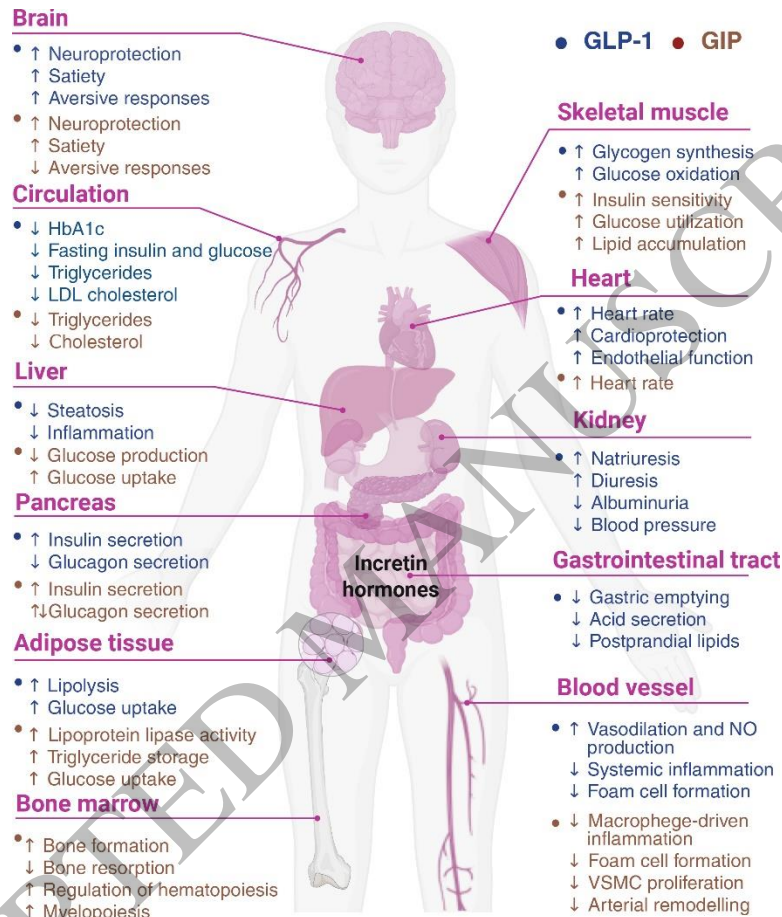 Brain
• ↑ Neuroprotection
↑ Satiety
↑ Aversive responses
• ↑ Neuroprotection
↑ Satiety
↓ Aversive responses
Circulation
• ↓ HbA1c
↓ Fasting insulin and glucose
↓ Triglycerides
↓ LDL cholesterol
• ↓ Triglycerides
↓ Cholesterol
Liver
• ↓ Steatosis
↓ Inflammation
• ↓ Glucose production
↑ Glucose uptake
Pancreas
• ↑ Insulin secretion
↓ Glucagon secretion
• ↑ Insulin secretion
↑↓Glucagon secretion
Adipose tissue
• ↑ Lipolysis
↑ Glucose uptake
• ↑ Lipoprotein lipase activity
↑ Triglyceride storage
↑ Glucose uptake
Bone marrow
• ↑ Bone formation
↓ Bone resorption
↑ Regulation of hematopoiesis
↑ Myelopoiesis
Incretin
hormones
• GLP-1 • GIP
Skeletal muscle
• ↑ Glycogen synthesis
↑ Glucose oxidation
• ↑ Insulin sensitivity
↑ Glucose utilization
↑ Lipid accumulation
Heart
• ↑ Heart rate
↑ Cardioprotection
↑ Endothelial function
• ↑ Heart rate
Kidney
• ↑ Natriuresis
↑ Diuresis
↓ Albuminuria
↓ Blood pressure
Gastrointestinal tract
• ↓ Gastric emptying
↓ Acid secretion
↓ Postprandial lipids
Blood vessel
• ↑ Vasodilation and NO
production
↓ Systemic inflammation
↓ Foam cell formation
• ↓ Macrophege-driven
inflammation
↓ Foam cell formation
↓ VSMC proliferation
↓ Arterial remodelling
PTED MANUSCR